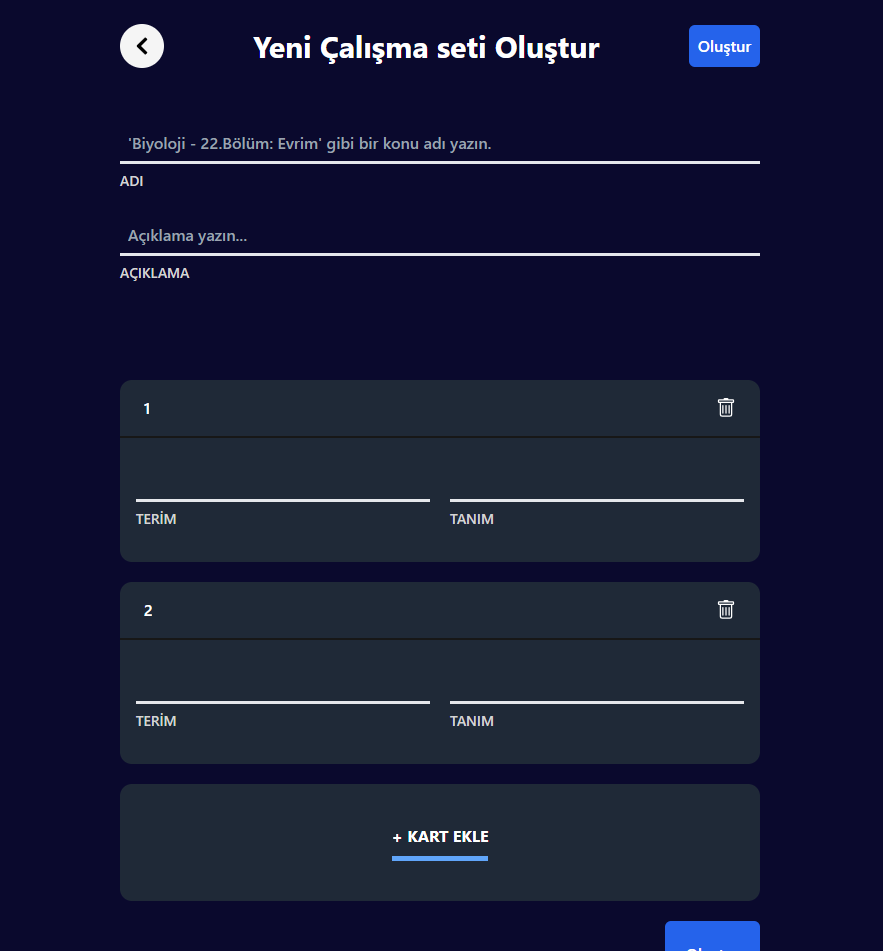 Yeni Çalışma seti Oluştur
Oluştur
'Biyoloji - 22.Bölüm: Evrim' gibi bir konu adı yazın.
ADI
Açıklama yazın...
AÇIKLAMA
1
TERİM
TANIM
2
TERİM
TANIM
+ KART EKLE